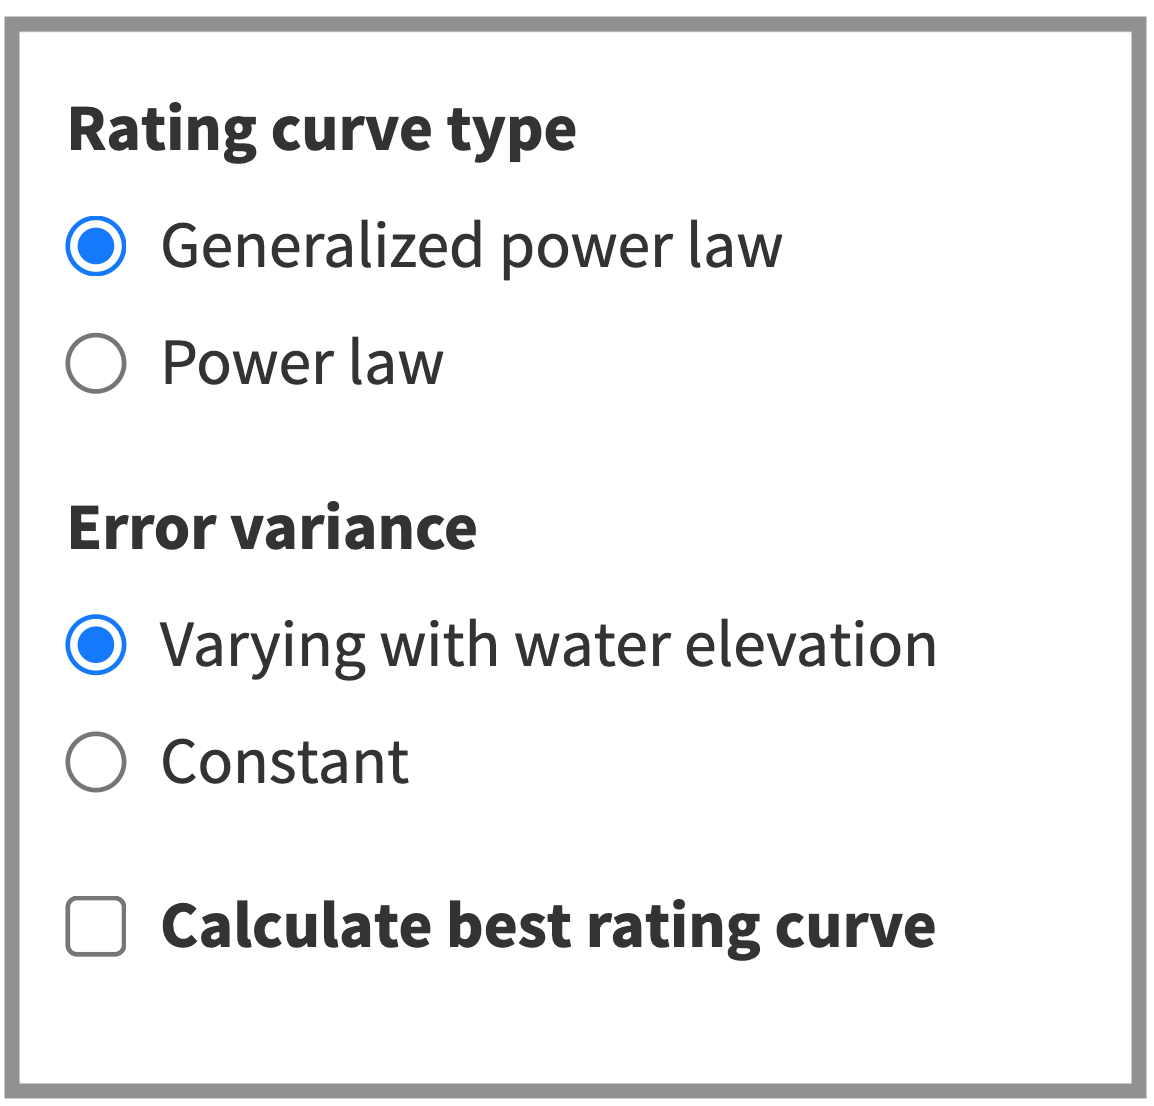 Rating curve type
Generalized power law
Power law
Error variance
Varying with water elevation
Constant
Calculate best rating curve